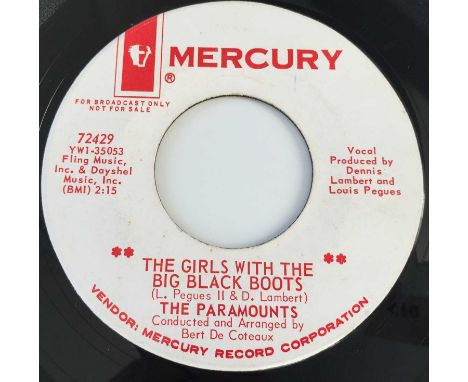 MERCURY
®
FOR BROADCAST ONLY
NOT FOR SALE
72429
YW1-35053
Fling Music,
Inc. & Dayshel
Music, Inc.
(BMI) 2:15
Vocal
Produced by
Dennis
Lambert and
Louis Pegues
** **
THE GIRLS WITH THE
BIG BLACK BOOTS
(L. Pegues II & D. Lambert)
THE PARAMOUNTS
Conducted and Arranged by
Bert De Coteaux
VENDOR: MERCURY RECORD CORPORATION